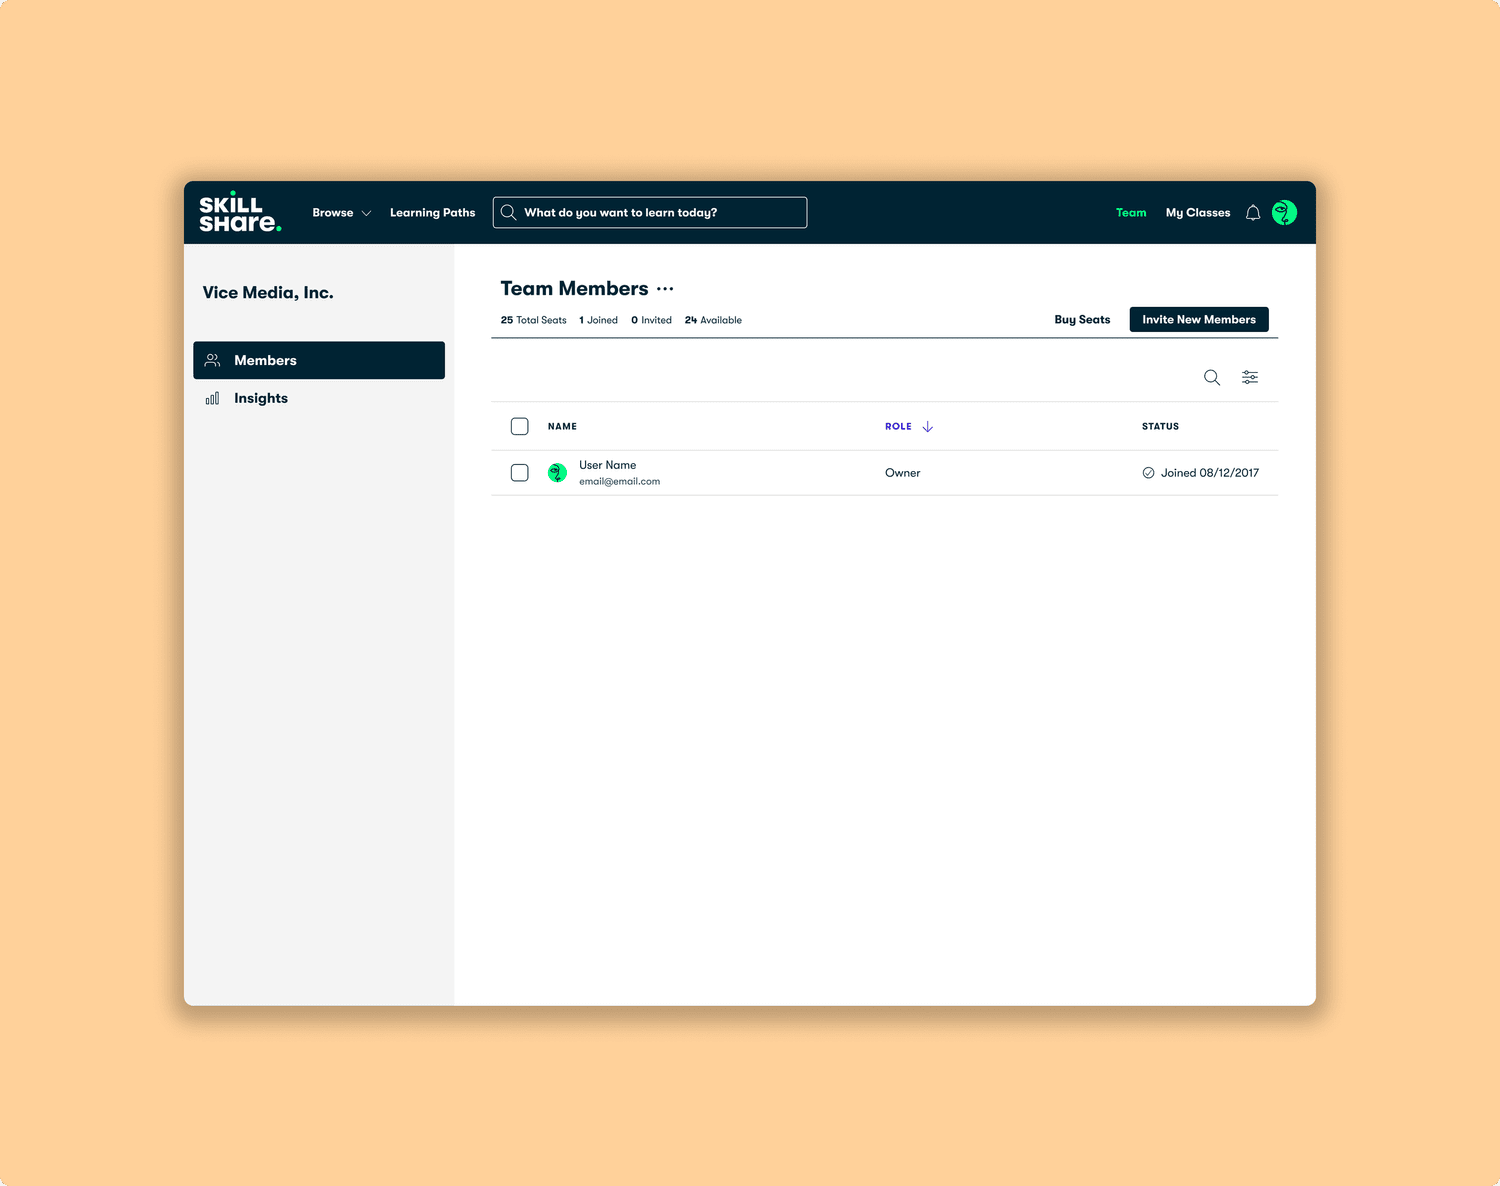 SKiLL
SHare.
Browse
Learning Paths
What do you want to learn today?
Team
My Classes
Vice Media, Inc.
Members
Insights
Team Members ···
25 Total Seats 1 Joined 0 Invited 24 Available
Buy Seats
Invite New Members
NAME
ROLE
STATUS
User Name
email@email.com
Owner
Joined 08/12/2017